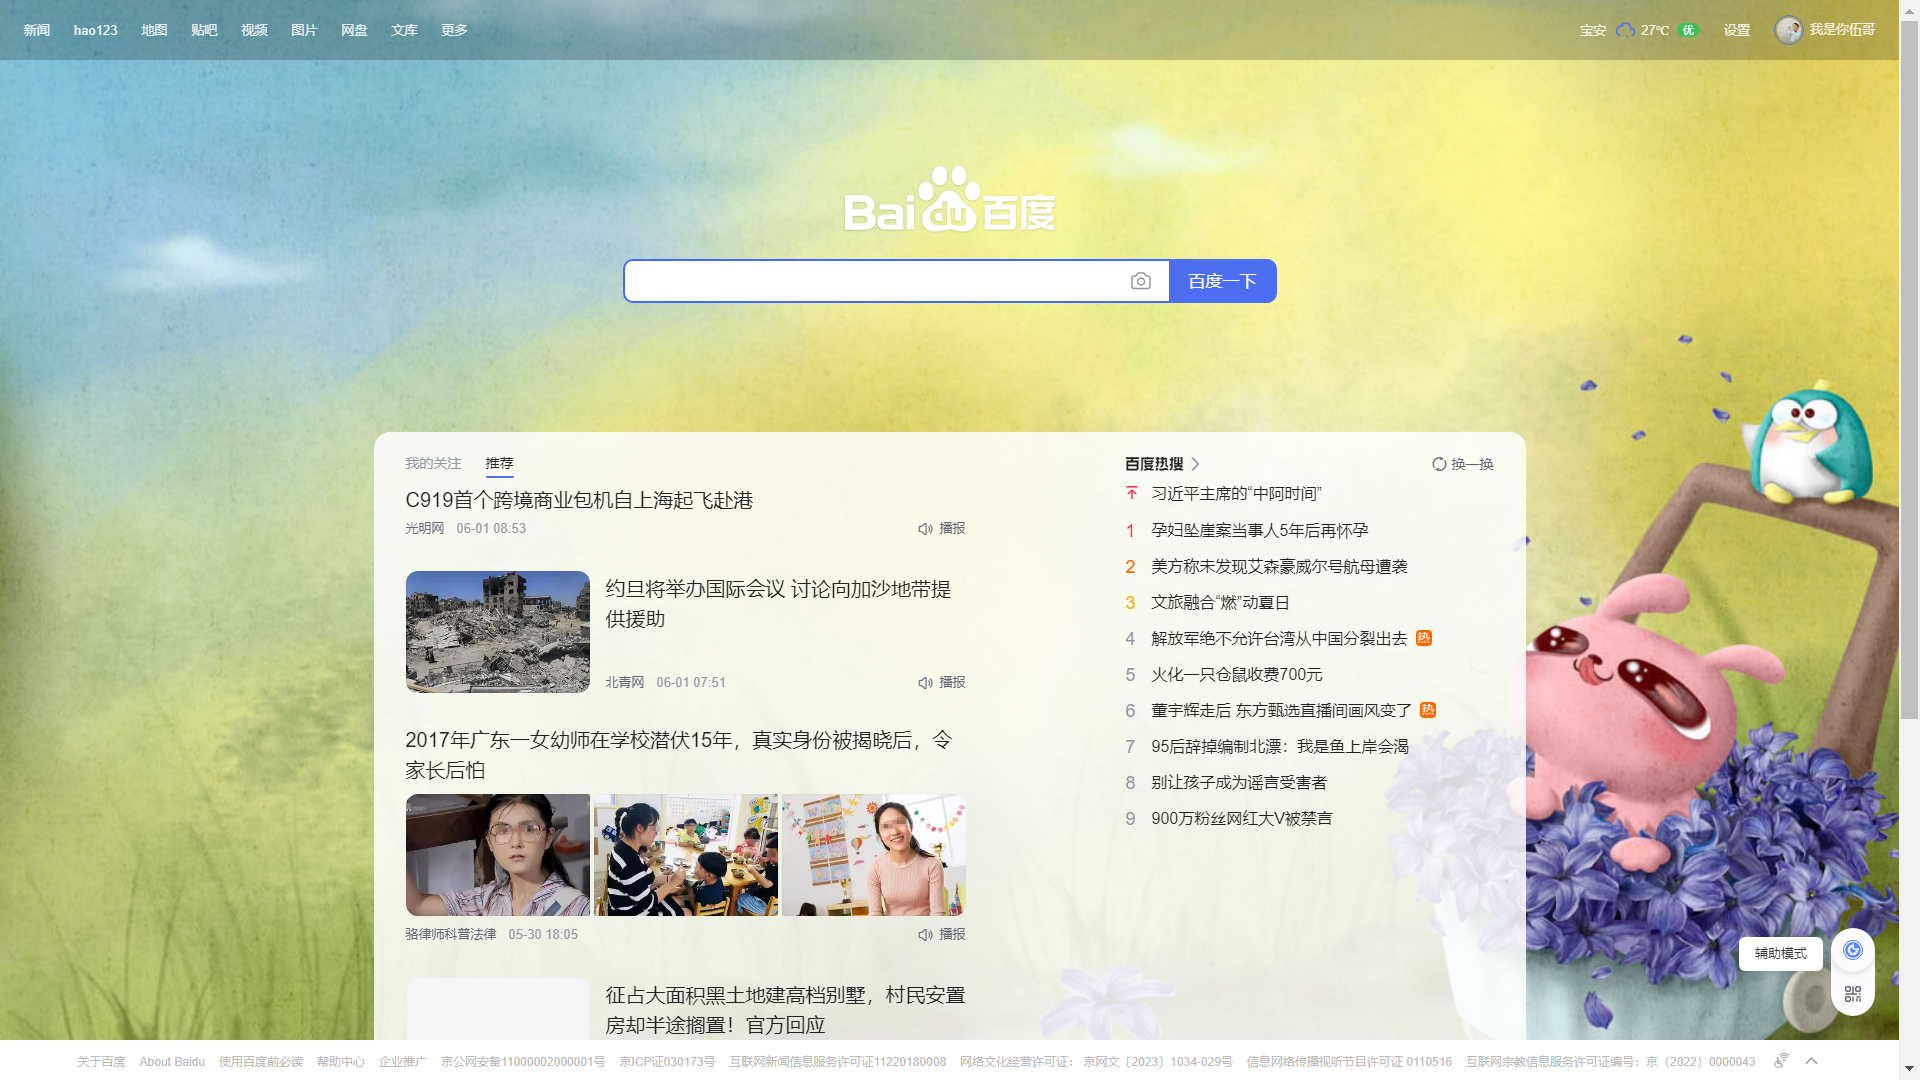 新闻 hao123 地图 贴吧 视频 图片 网盘 文库 更多
宝安 27℃ 优 设置 我是你伍哥
Bai du 百度
百度一下
我的关注 推荐
C919首个跨境商业包机自上海起飞赴港
光明网 06-01 08:53 播报
约旦将举办国际会议 讨论向加沙地带提
供援助
北青网 06-01 07:51 播报
2017年广东一女幼师在学校潜伏15年，真实身份被揭晓后，令
家长后怕
骆律师科普法律 05-30 18:05 播报
征占大面积黑土地建高档别墅，村民安置
房却半途搁置！官方回应
百度热搜 换一换
习近平主席的“中阿时间”
1 孕妇坠崖案当事人5年后再怀孕
2 美方称未发现艾森豪威尔号航母遭袭
3 文旅融合“燃”动夏日
4 解放军绝不允许台湾从中国分裂出去 热
5 火化一只仓鼠收费700元
6 董宇辉走后 东方甄选直播间画风变了 热
7 95后辞掉编制北漂：我是鱼上岸会渴
8 别让孩子成为谣言受害者
9 900万粉丝网红大V被禁言
辅助模式
关于百度 About Baidu 使用百度前必读 帮助中心 企业推广 京公网安备11000002000001号 京ICP证030173号 互联网新闻信息服务许可证11220180008 网络文化经营许可证： 京网文〔2023〕1034-029号 信息网络传播视听节目许可证 0110516 互联网宗教信息服务许可证编号：京（2022）0000043